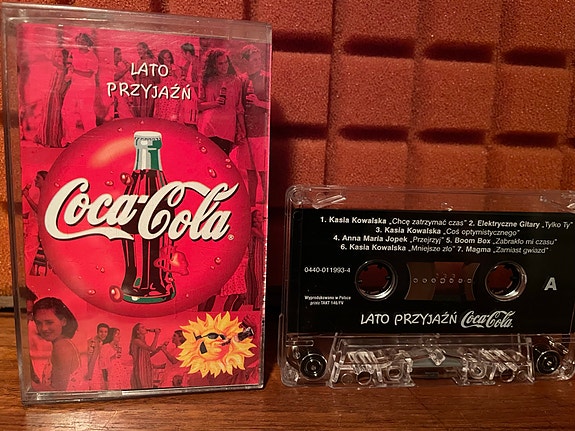 LATO
PRZYJAŹŃ
Coca-Cola®
1. Kasia Kowalska „Chcę zatrzymać czas” 2. Elektryczne Gitary „Tylko Ty”
3. Kasia Kowalska „Coś optymistycznego”
4. Anna Maria Jopek „Przejrzyj” 5. Boom Box „Zabrakło mi czasu”
6. Kasia Kowalska „Mniejsze zło” 7. Magma „Zamiast gwiazd”
0440-011993-4
Wyprodukowano w Polsce
przez TAKT
A
LATO PRZYJAŹŃ Coca-Cola.